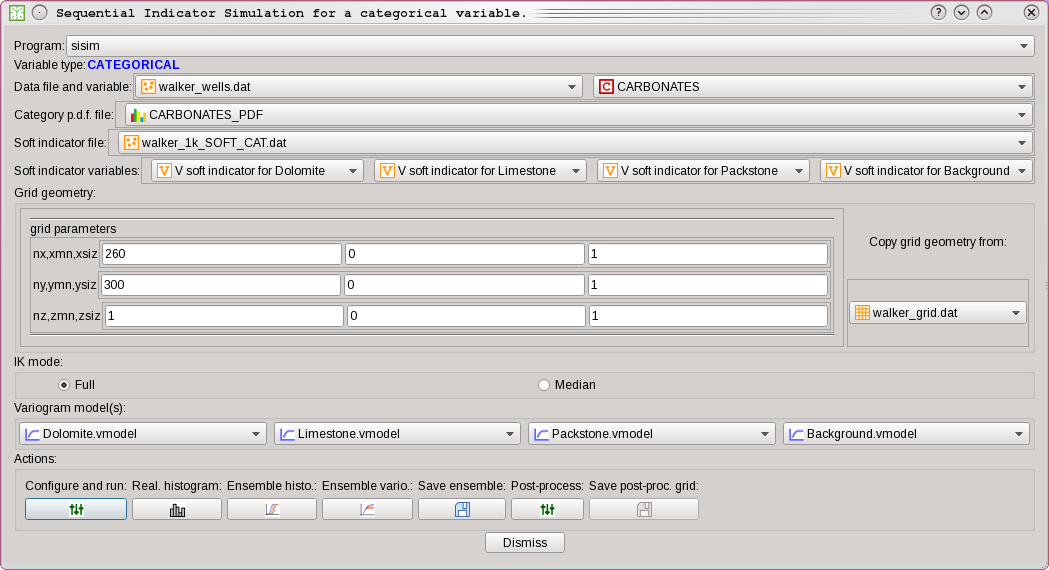 Sequential Indicator Simulation for a categorical variable.
Program: sisim
Variable type: CATEGORICAL
Data file and variable: walker_wells.dat CARBONATES
Category p.d.f. file: CARBONATES_PDF
Soft indicator file: walker_1k_SOFT_CAT.dat
Soft indicator variables: V soft indicator for Dolomite V soft indicator for Limestone V soft indicator for Packstone V soft indicator for Background
Grid geometry:
grid parameters
nx,xmn,xsiz 260 0 1
ny,ymn,ysiz 300 0 1
nz,zmn,zsiz 1 0 1
Copy grid geometry from:
walker_grid.dat
IK mode:
Full Median
Variogram model(s):
Dolomite.vmodel Limestone.vmodel Packstone.vmodel Background.vmodel
Actions:
Configure and run: Real. histogram: Ensemble histo.: Ensemble vario.: Save ensemble: Post-process: Save post-proc. grid:
Dismiss